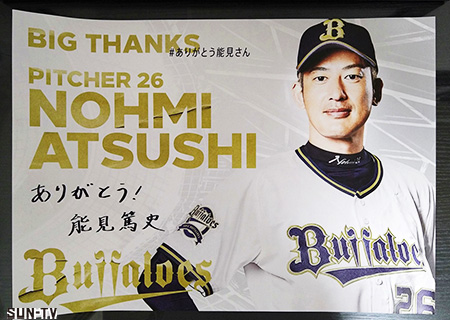 BIG THANKS
#ありがとう能見さん
PITCHER 26
NOHMI
ATSUSHI
ありがとう!
能見篤史
Buffaloes
Buffaloes
26
SUN-TV